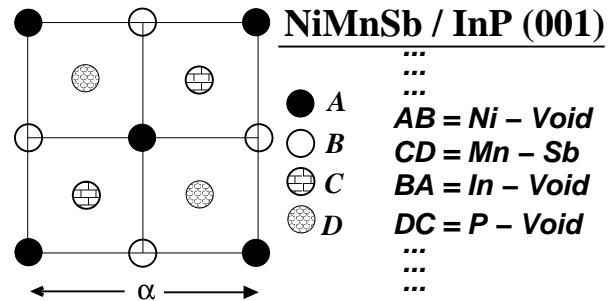 NiMnSb / InP (001)
...
...
...
A
B
C
D
AB = Ni – Void
CD = Mn – Sb
BA = In – Void
DC = P – Void
...
...
...
α